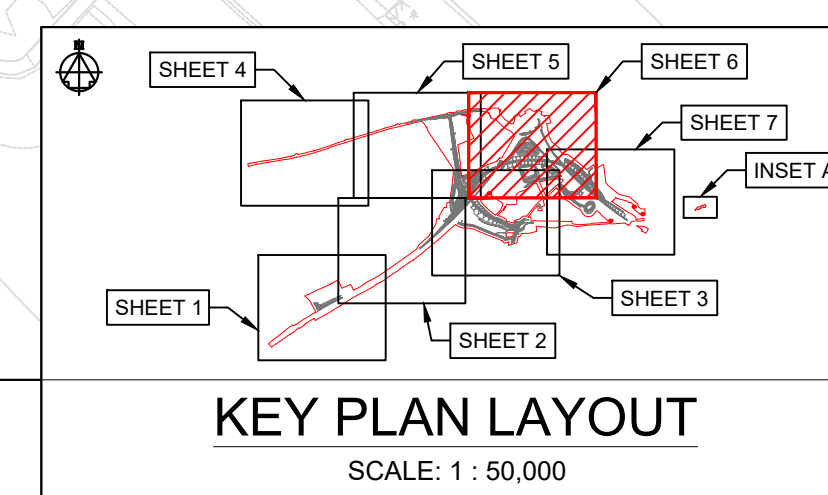 SHEET 4
SHEET 5
SHEET 6
SHEET 7
INSET A
SHEET 1
SHEET 2
SHEET 3
KEY PLAN LAYOUT
SCALE: 1 : 50,000